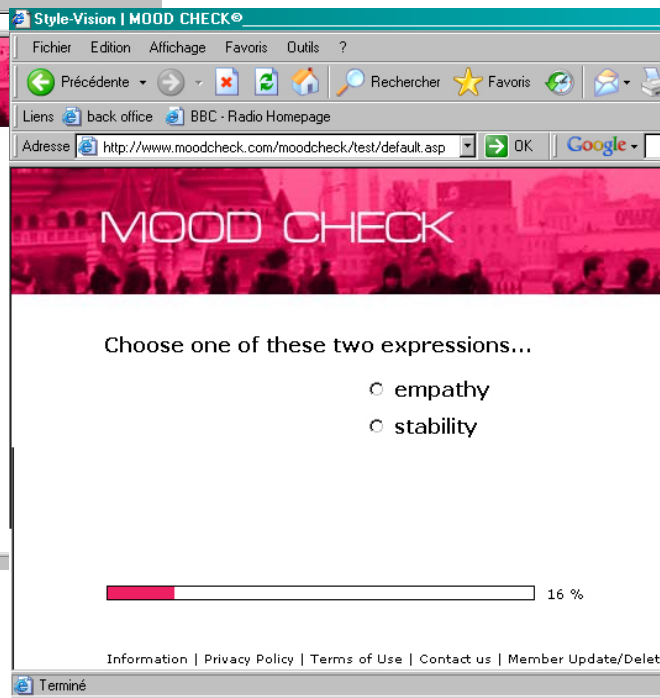 Style-Vision | MOOD CHECK®
Fichier Edition Affichage Favoris Outils ?
Précédente Rechercher Favoris
Liens back office BBC - Radio Homepage
Adresse http://www.moodcheck.com/moodcheck/test/default.asp OK Google
MOOD CHECK
Choose one of these two expressions...
empathy
stability
16 %
Information | Privacy Policy | Terms of Use | Contact us | Member Update/Delet
Terminé